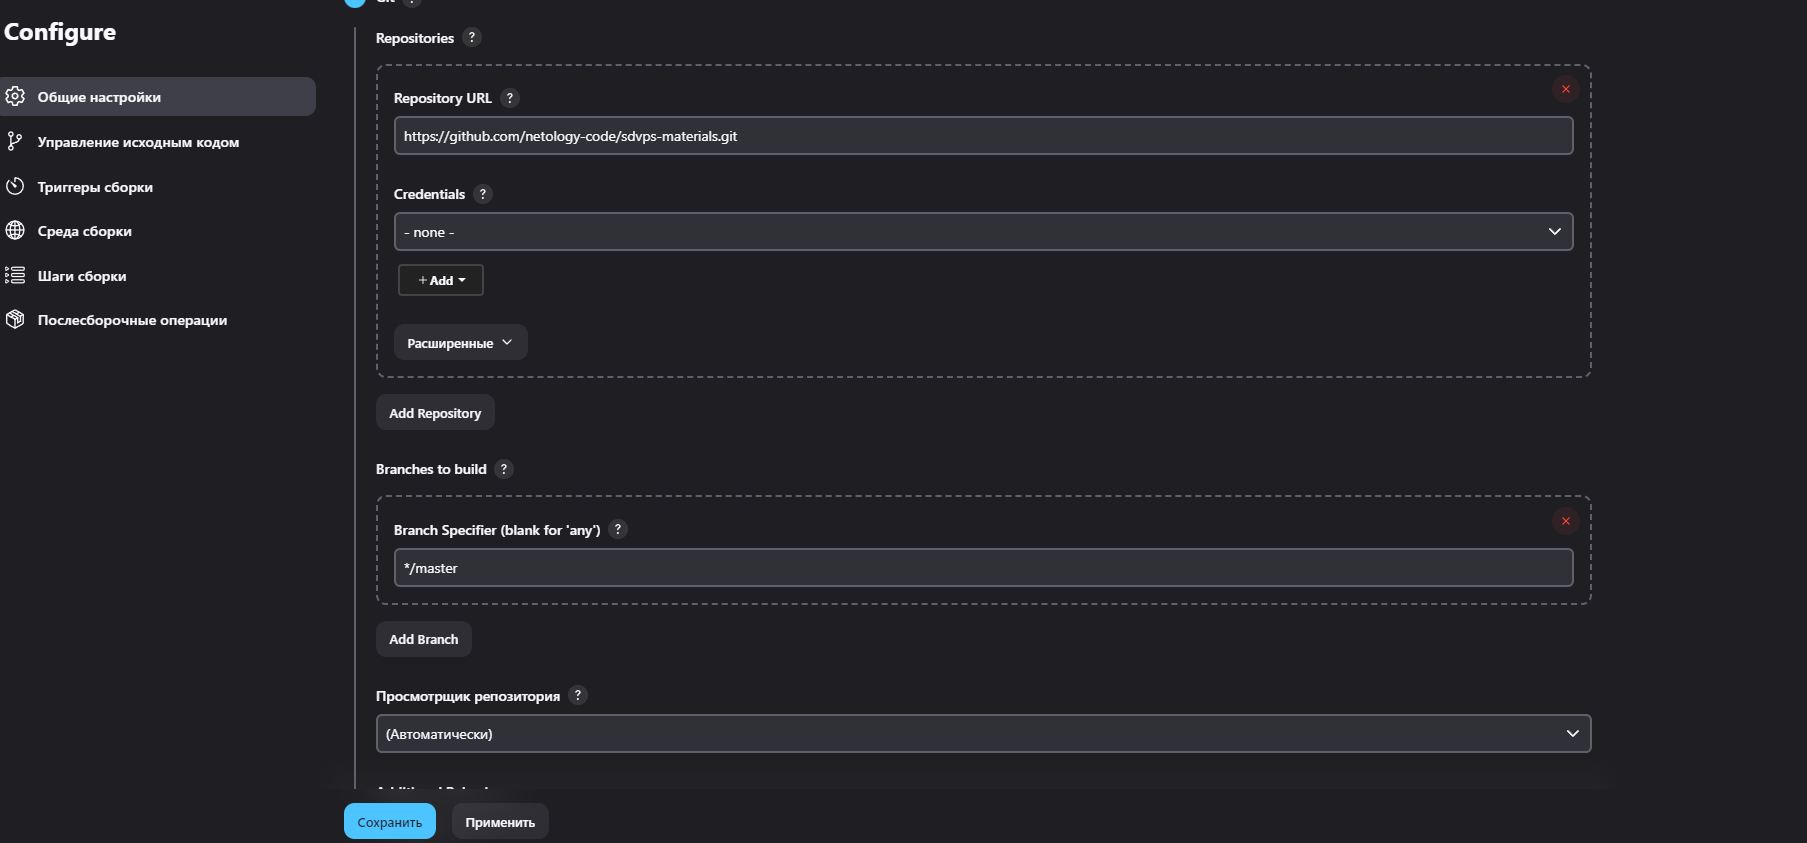 Configure
Общие настройки
Управление исходным кодом
Триггеры сборки
Среда сборки
Шаги сборки
Послесборочные операции
Git ?
Repositories ?
Repository URL ?
https://github.com/netology-code/sdvps-materials.git
Credentials ?
- none -
+ Add
Расширенные
Add Repository
Branches to build ?
Branch Specifier (blank for 'any') ?
*/master
Add Branch
Просмотрщик репозитория ?
(Автоматически)
Сохранить
Применить